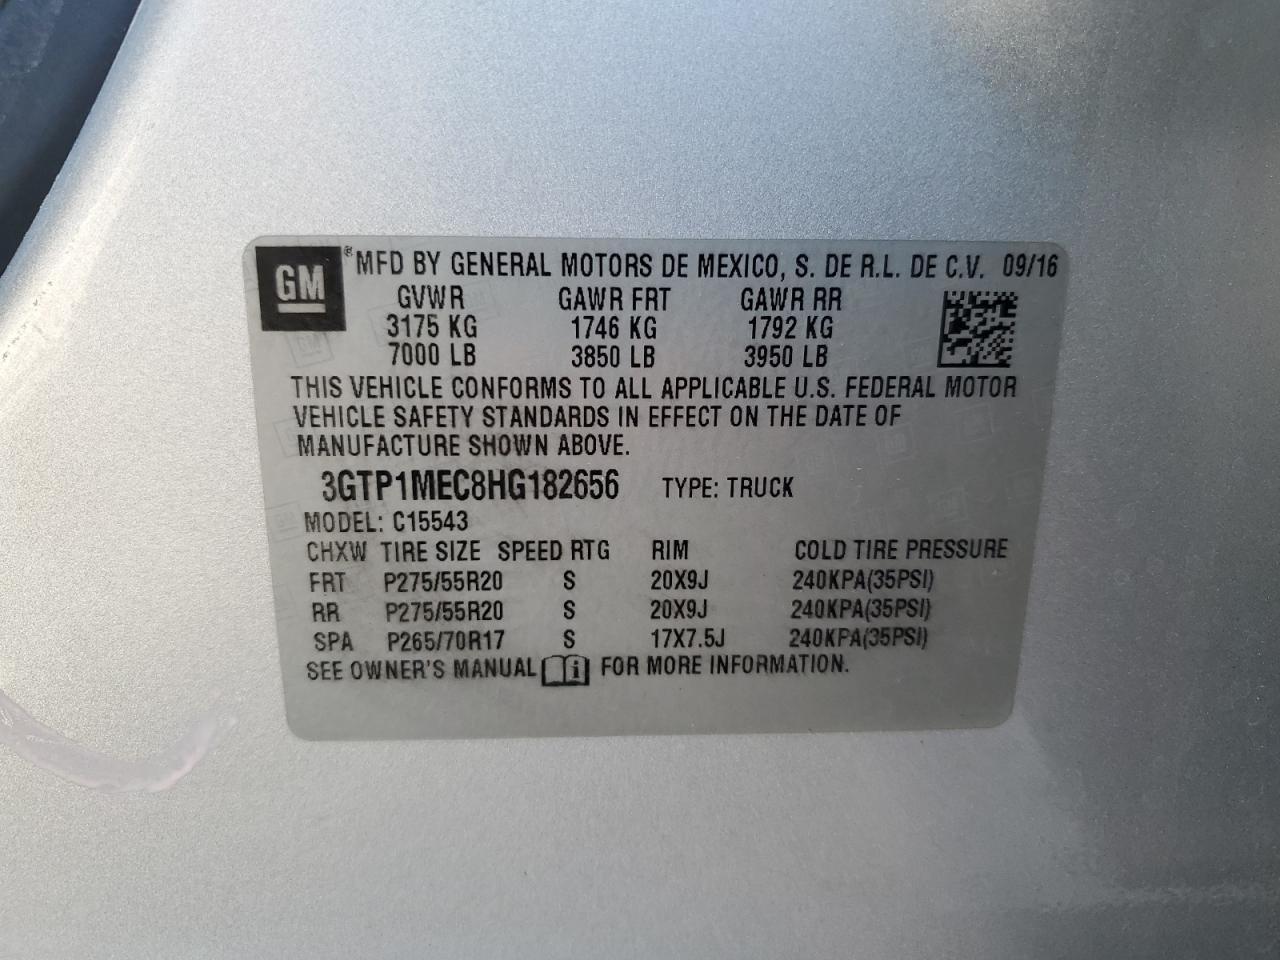 GM
® MFD BY GENERAL MOTORS DE MEXICO, S. DE R.L. DE C.V. 09/16
GVWR GAWR FRT GAWR RR
3175 KG 1746 KG 1792 KG
7000 LB 3850 LB 3950 LB
THIS VEHICLE CONFORMS TO ALL APPLICABLE U.S. FEDERAL MOTOR
VEHICLE SAFETY STANDARDS IN EFFECT ON THE DATE OF
MANUFACTURE SHOWN ABOVE.
3GTP1MEC8HG182656 TYPE: TRUCK
MODEL: C15543
CHXW TIRE SIZE SPEED RTG RIM COLD TIRE PRESSURE
FRT P275/55R20 S 20X9J 240KPA(35PSI)
RR P275/55R20 S 20X9J 240KPA(35PSI)
SPA P265/70R17 S 17X7.5J 240KPA(35PSI)
SEE OWNER'S MANUAL i FOR MORE INFORMATION.